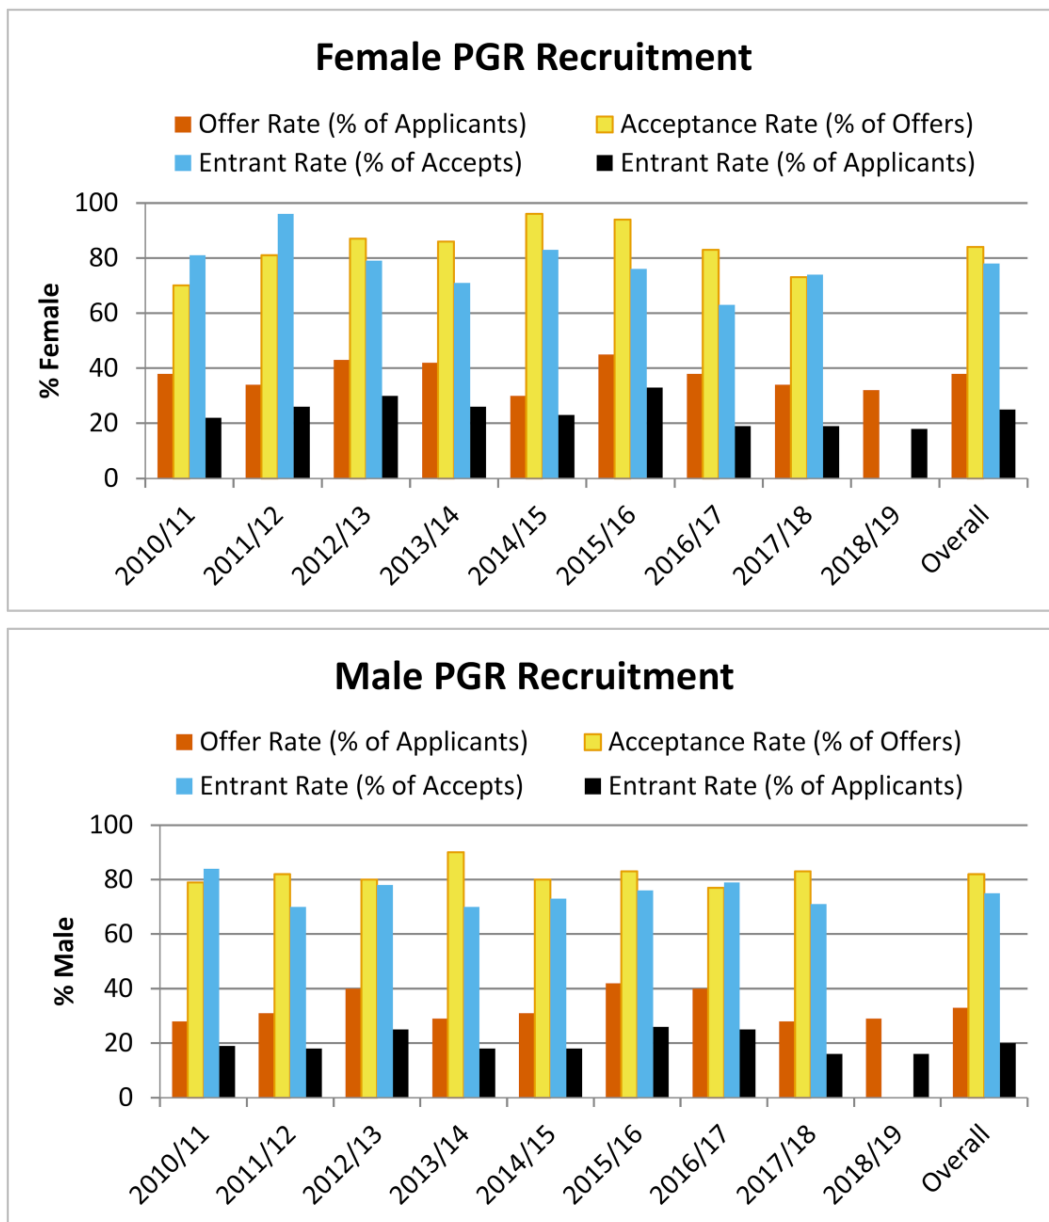 Female PGR Recruitment
Offer Rate (% of Applicants) Acceptance Rate (% of Offers)
Entrant Rate (% of Accepts) Entrant Rate (% of Applicants)
% Female
100
80
60
40
20
0
2010/11 2011/12 2012/13 2013/14 2014/15 2015/16 2016/17 2017/18 2018/19 Overall
Male PGR Recruitment
Offer Rate (% of Applicants) Acceptance Rate (% of Offers)
Entrant Rate (% of Accepts) Entrant Rate (% of Applicants)
% Male
100
80
60
40
20
0
2010/11 2011/12 2012/13 2013/14 2014/15 2015/16 2016/17 2017/18 2018/19 Overall